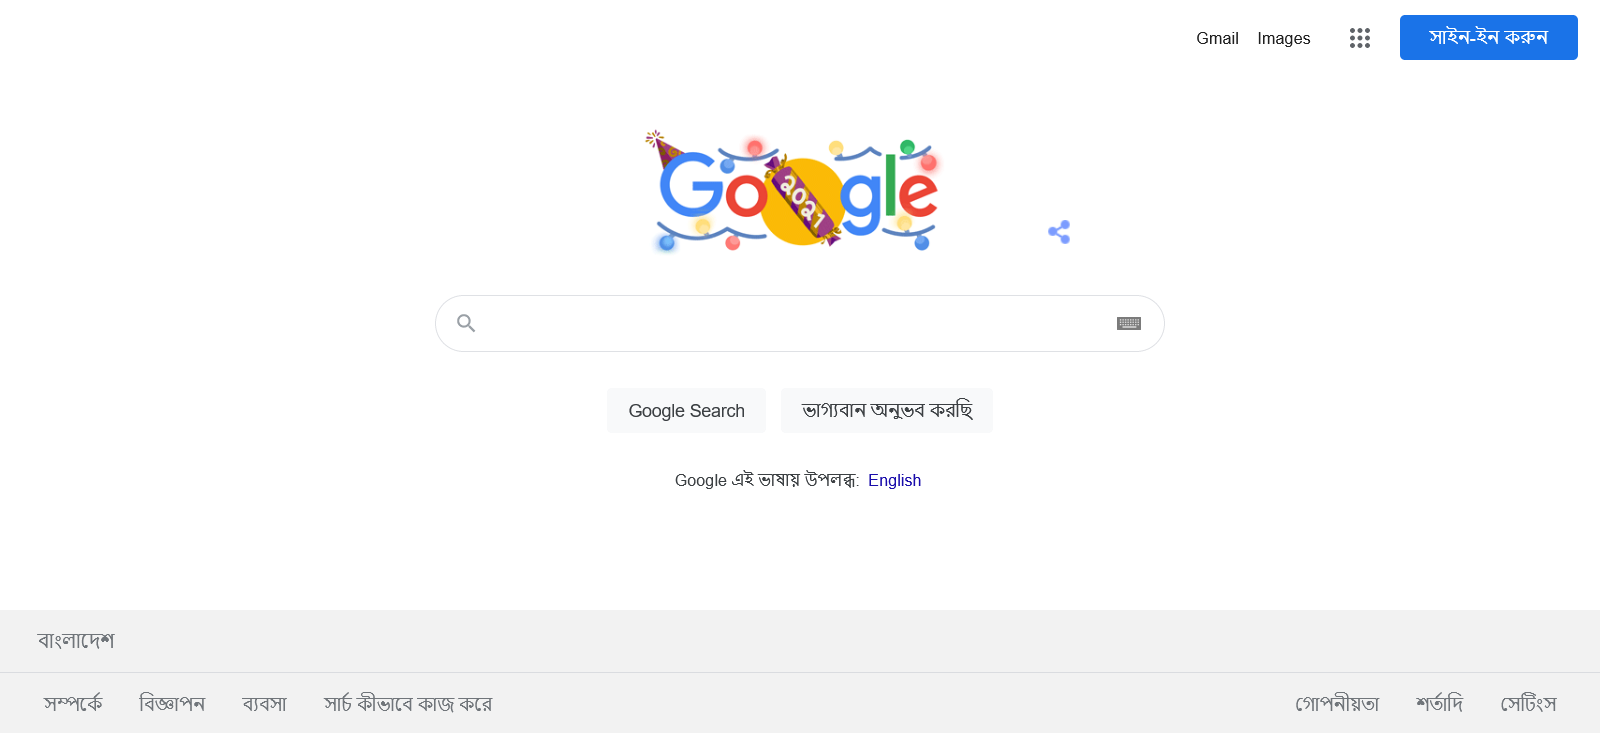 Gmail Images সাইন-ইন করুন
Google
২০২১
Google Search ভাগ্যবান অনুভব করছি
Google এই ভাষায় উপলব্ধ: English
বাংলাদেশ
সম্পর্কে বিজ্ঞাপন ব্যবসা সার্চ কীভাবে কাজ করে গোপনীয়তা শর্তাদি সেটিংস